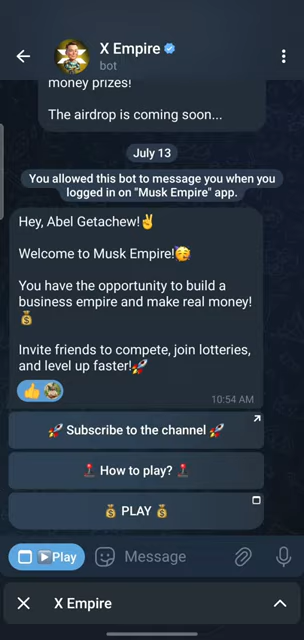 X Empire
bot
money prizes!
The airdrop is coming soon...
July 13
You allowed this bot to message you when you
logged in on "Musk Empire" app.
Hey, Abel Getachew!✌️
Welcome to Musk Empire!🥳
You have the opportunity to build a
business empire and make real money!
💰
Invite friends to compete, join lotteries,
and level up faster!🚀
👍
10:54 AM
🚀 Subscribe to the channel 🚀
🕹️ How to play? 🕹️
💰 PLAY 💰
▶️Play
Message
X Empire